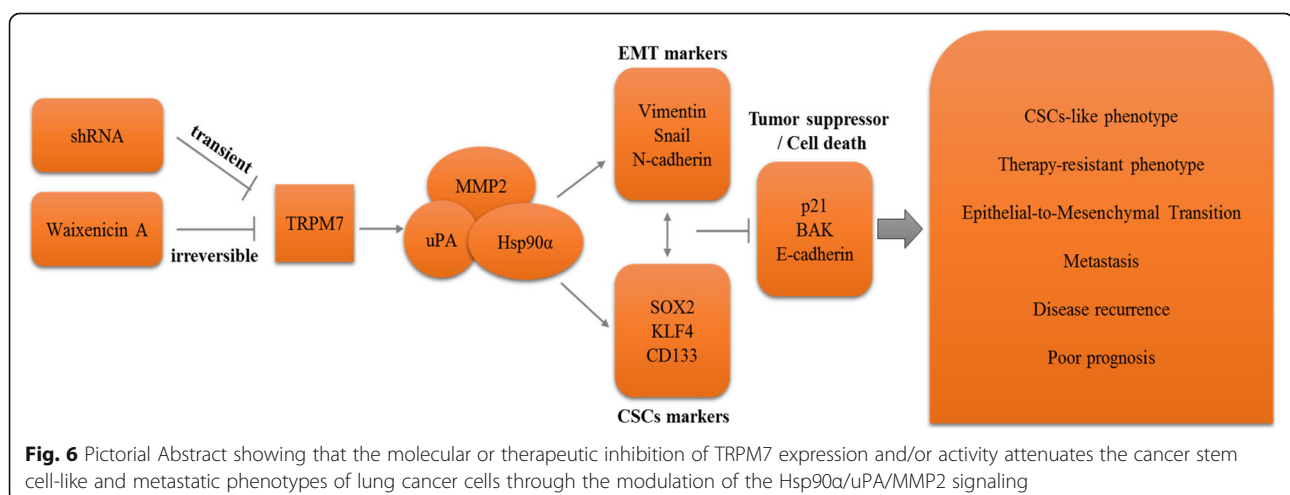 shRNA
transient
Waixenicin A
irreversible
TRPM7
MMP2
uPA
Hsp90α
EMT markers
Vimentin
Snail
N-cadherin
SOX2
KLF4
CD133
CSCs markers
Tumor suppressor
/ Cell death
p21
BAK
E-cadherin
CSCs-like phenotype
Therapy-resistant phenotype
Epithelial-to-Mesenchymal Transition
Metastasis
Disease recurrence
Poor prognosis
Fig. 6 Pictorial Abstract showing that the molecular or therapeutic inhibition of TRPM7 expression and/or activity attenuates the cancer stem
cell-like and metastatic phenotypes of lung cancer cells through the modulation of the Hsp90α/uPA/MMP2 signaling